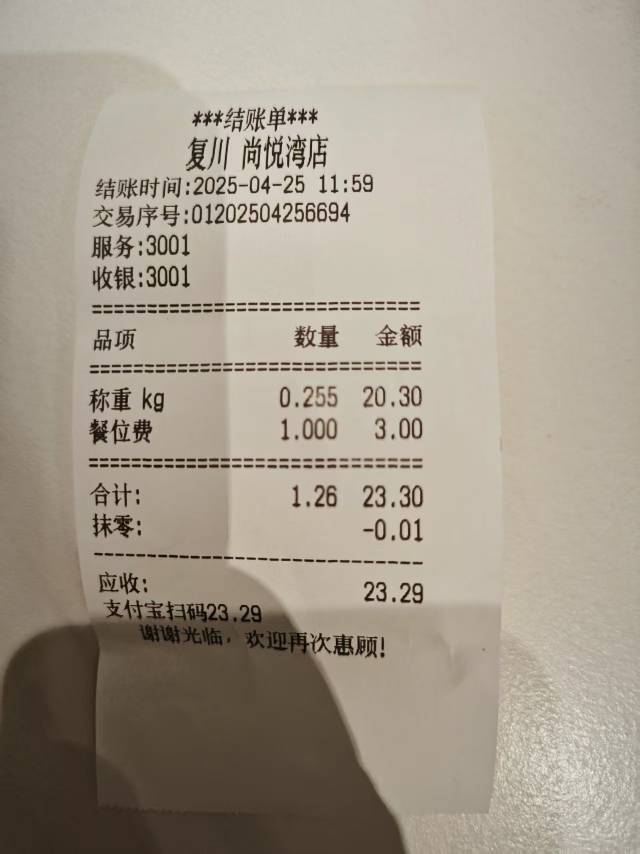 ***结账单***
复川 尚悦湾店
结账时间:2025-04-25 11:59
交易序号:01202504256694
服务:3001
收银:3001
==============================
品项 数量 金额
==============================
称重 kg 0.255 20.30
餐位费 1.000 3.00
==============================
合计: 1.26 23.30
抹零: -0.01
------------------------------
应收: 23.29
支付宝扫码23.29
谢谢光临，欢迎再次惠顾!